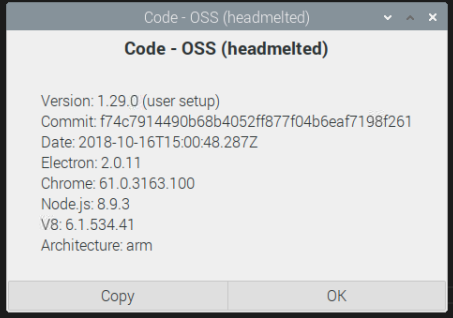 Code - OSS (headmelted)
Code - OSS (headmelted)
Version: 1.29.0 (user setup)
Commit: f74c7914490b68b4052ff877f04b6eaf7198f261
Date: 2018-10-16T15:00:48.287Z
Electron: 2.0.11
Chrome: 61.0.3163.100
Node.js: 8.9.3
V8: 6.1.534.41
Architecture: arm
Copy OK